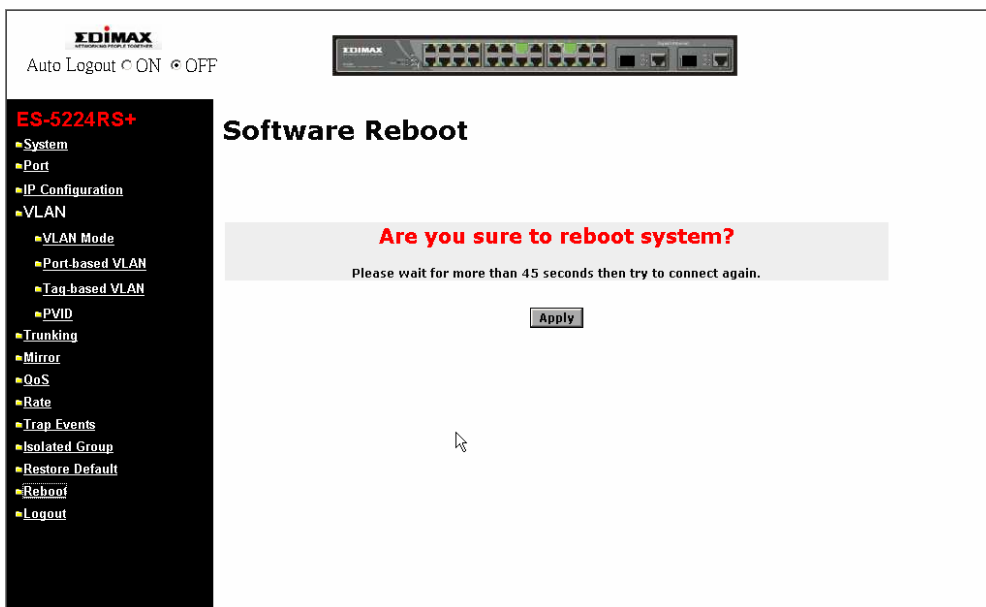 EDIMAX
NETWORKING PEOPLE TOGETHER
Auto Logout ON OFF
EDIMAX
ES-5224RS+
System
Port
IP Configuration
VLAN
VLAN Mode
Port-based VLAN
Tag-based VLAN
PVID
Trunking
Mirror
QoS
Rate
Trap Events
Isolated Group
Restore Default
Reboot
Logout
Software Reboot
Are you sure to reboot system?
Please wait for more than 45 seconds then try to connect again.
Apply